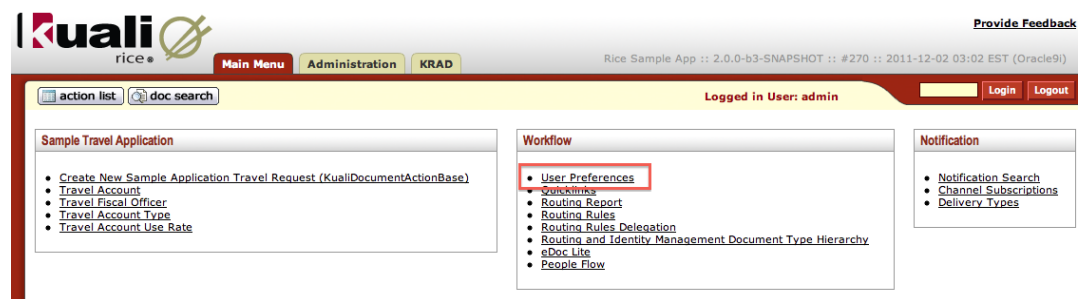 Provide Feedback
kuali
rice
Main Menu Administration KRAD
Rice Sample App :: 2.0.0-b3-SNAPSHOT :: #270 :: 2011-12-02 03:02 EST (Oracle9i)
action list doc search
Logged in User: admin
Login Logout
Sample Travel Application
Create New Sample Application Travel Request (KualiDocumentActionBase)
Travel Account
Travel Fiscal Officer
Travel Account Type
Travel Account Use Rate
Workflow
User Preferences
Quicklinks
Routing Report
Routing Rules
Routing Rules Delegation
Routing and Identity Management Document Type Hierarchy
eDoc Lite
People Flow
Notification
Notification Search
Channel Subscriptions
Delivery Types